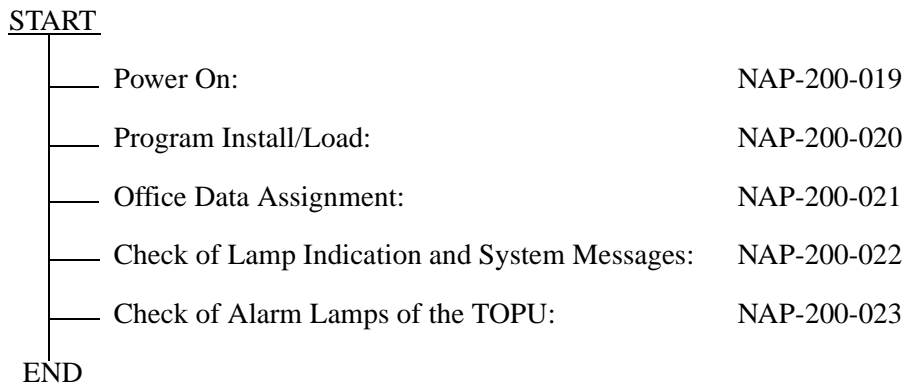 START
Power On: NAP-200-019
Program Install/Load: NAP-200-020
Office Data Assignment: NAP-200-021
Check of Lamp Indication and System Messages: NAP-200-022
Check of Alarm Lamps of the TOPU: NAP-200-023
END